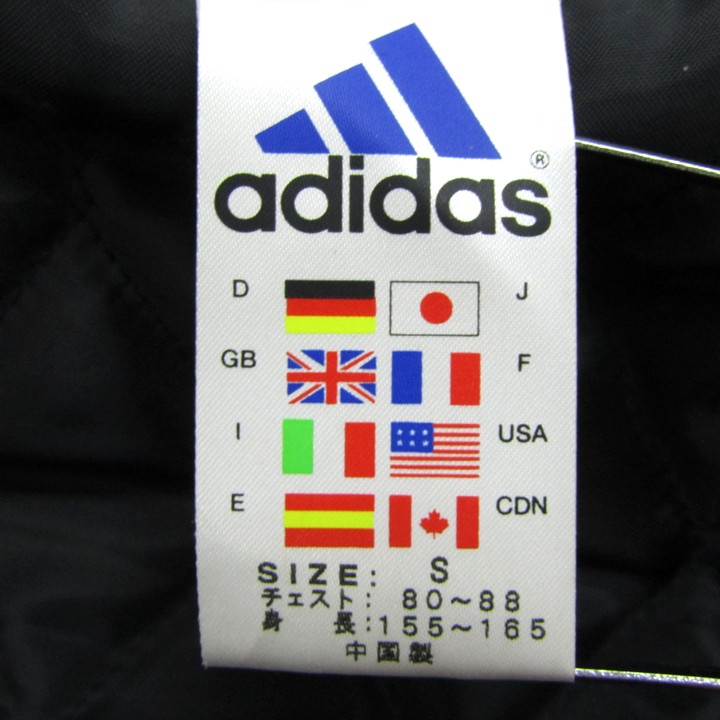 adidas®
D J
GB F
I USA
E CDN
SIZE: S
チェスト: 80～88
身 長:155～165
中国製